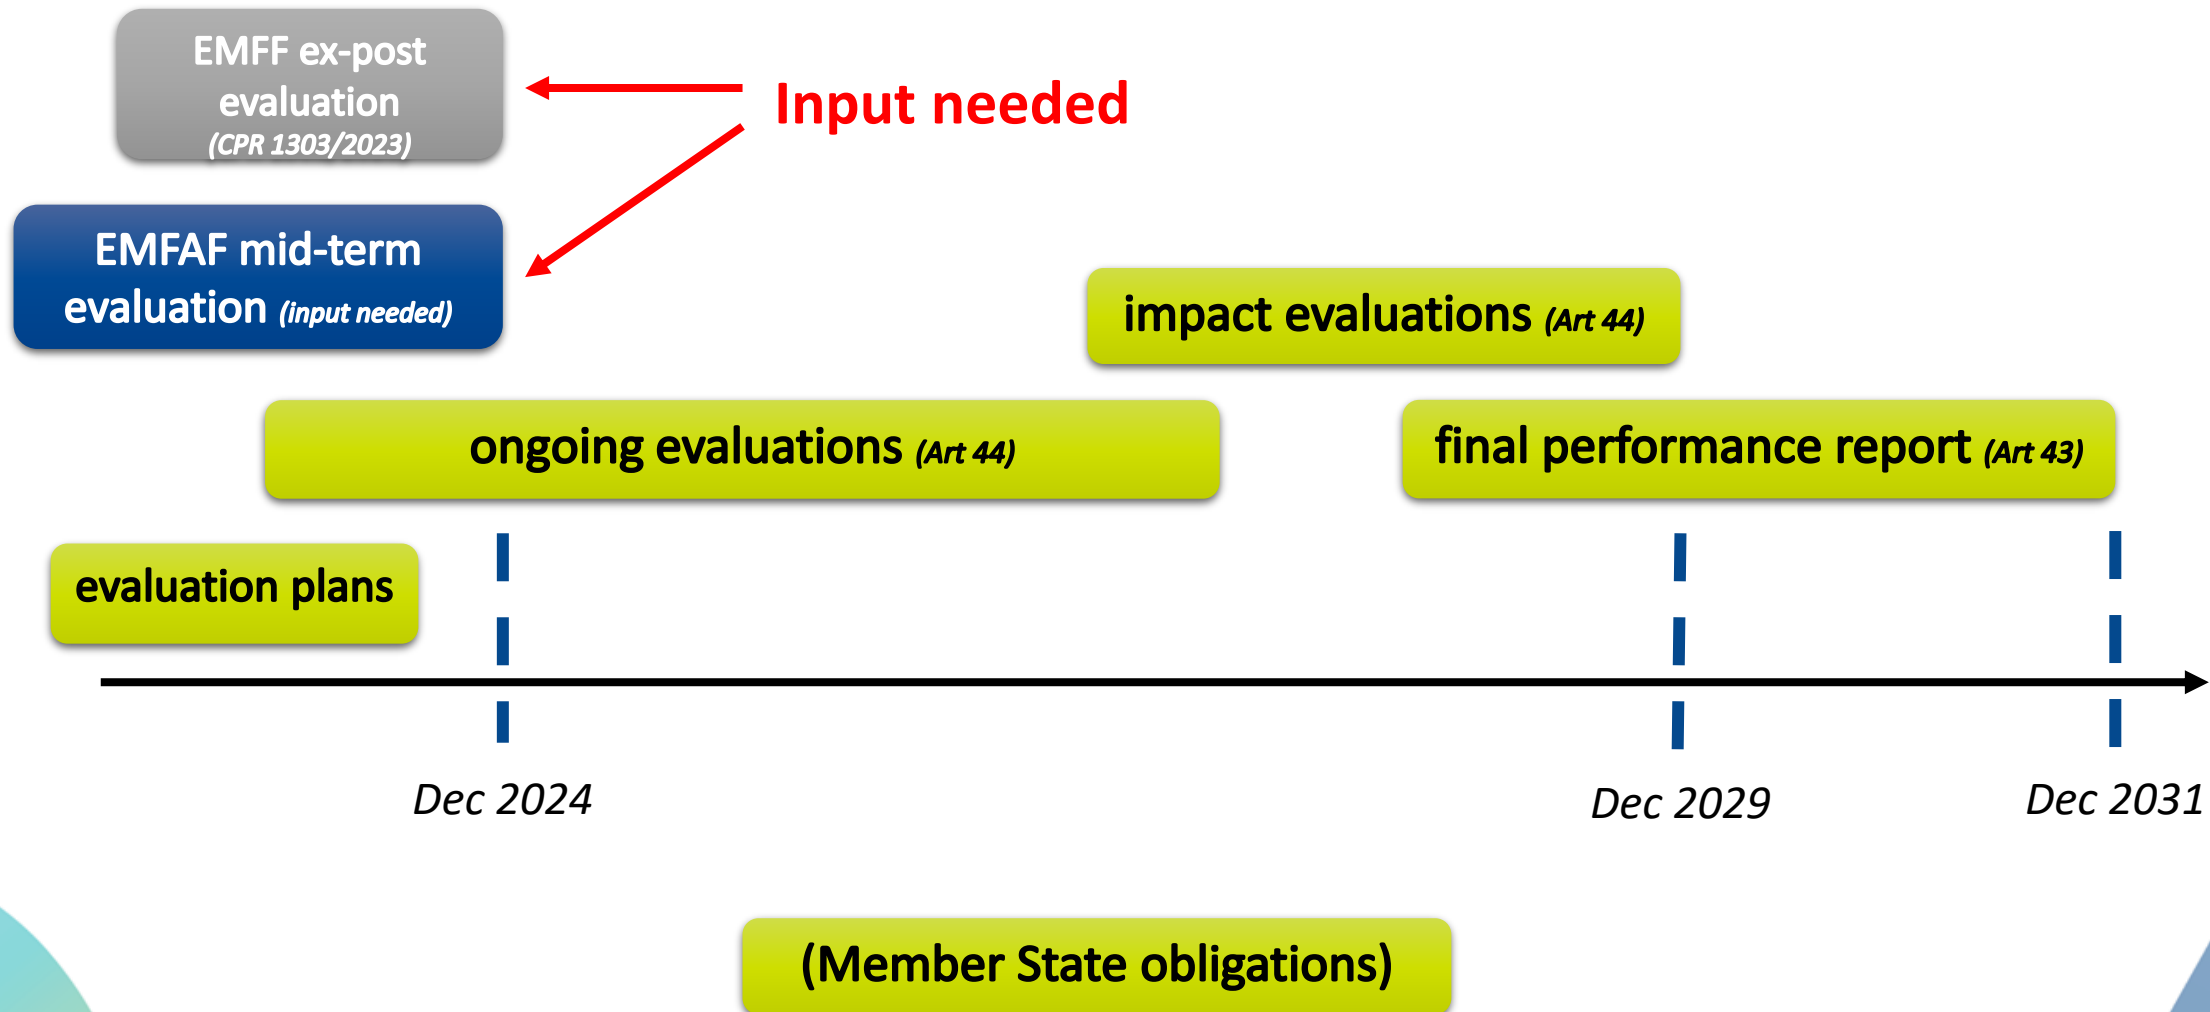 EMFF ex-post
evaluation
(CPR 1303/2023)
Input needed
EMFAF mid-term
evaluation (input needed)
impact evaluations (Art 44)
ongoing evaluations (Art 44)
final performance report (Art 43)
evaluation plans
Dec 2024
Dec 2029
Dec 2031
(Member State obligations)